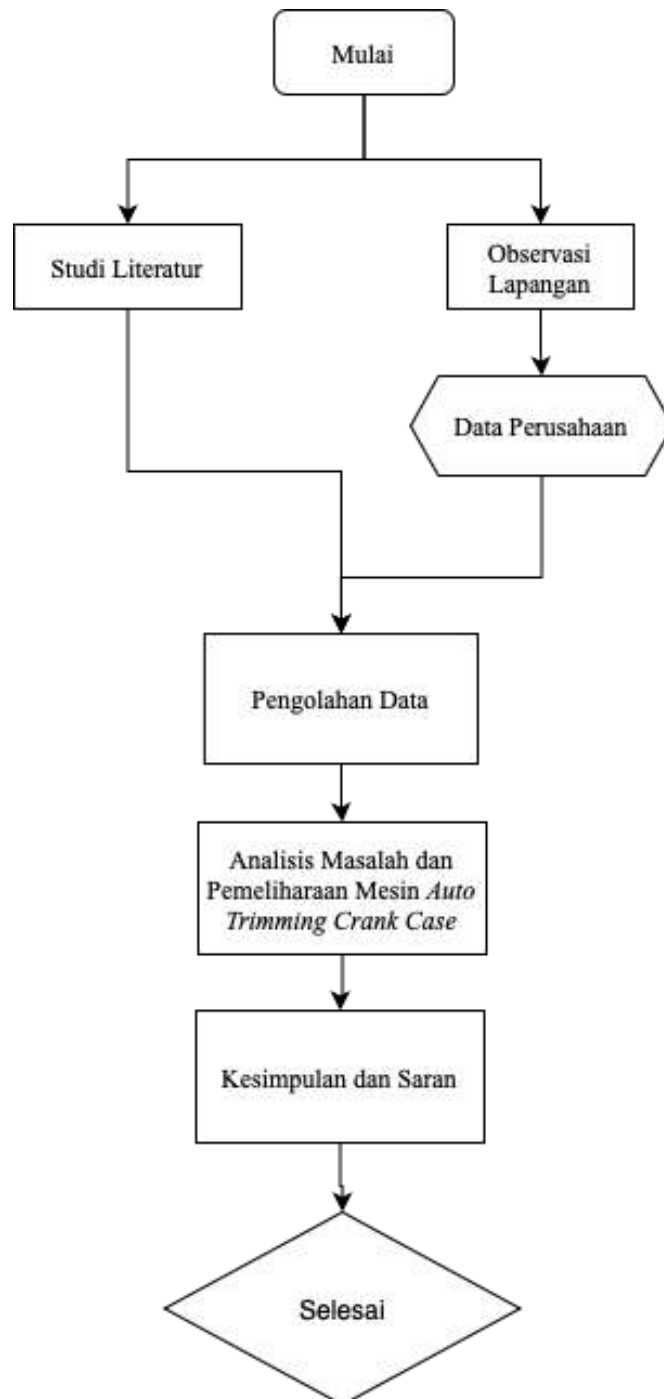 Mulai
Studi Literatur
Observasi
Lapangan
Data Perusahaan
Pengolahan Data
Analisis Masalah dan
Pemeliharaan Mesin Auto
Trimming Crank Case
Kesimpulan dan Saran
Selesai